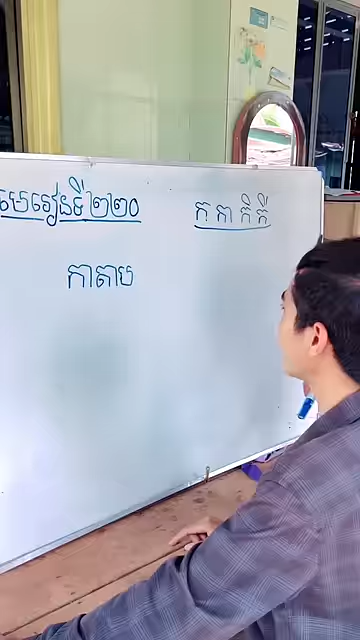 មេរៀនទី២២០
ក កា កិ កី
កាតាប